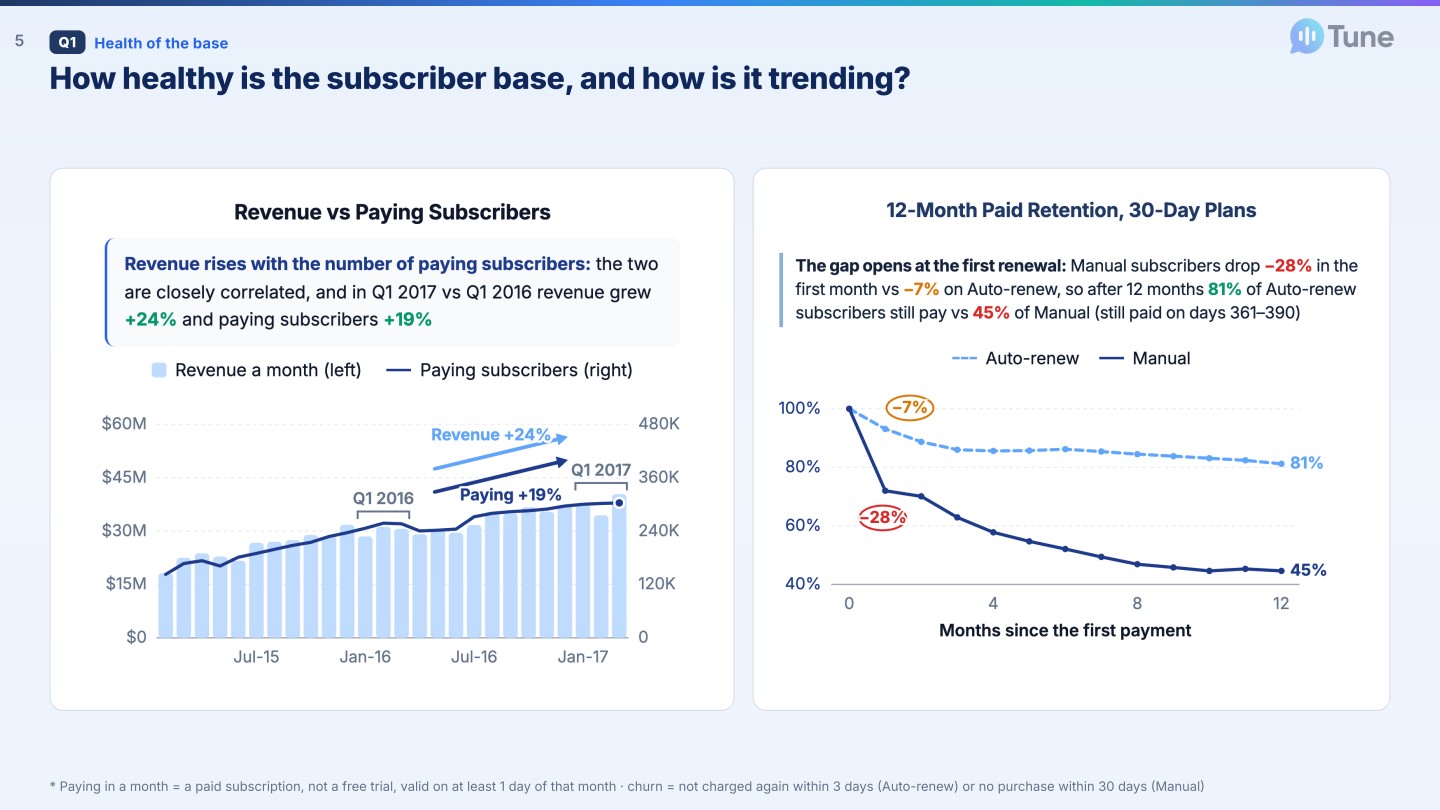 5
Q1 Health of the base
Tune
How healthy is the subscriber base, and how is it trending?
Revenue vs Paying Subscribers
Revenue rises with the number of paying subscribers: the two
are closely correlated, and in Q1 2017 vs Q1 2016 revenue grew
+24% and paying subscribers +19%
Revenue a month (left) Paying subscribers (right)
$60M 480K
Revenue +24%
$45M 360K
Q1 2017
Q1 2016 Paying +19%
$30M 240K
$15M 120K
$0 0
Jul-15 Jan-16 Jul-16 Jan-17
12-Month Paid Retention, 30-Day Plans
The gap opens at the first renewal: Manual subscribers drop −28% in the
first month vs −7% on Auto-renew, so after 12 months 81% of Auto-renew
subscribers still pay vs 45% of Manual (still paid on days 361–390)
Auto-renew Manual
100% −7%
80% 81%
−28%
60%
40% 45%
0 4 8 12
Months since the first payment
* Paying in a month = a paid subscription, not a free trial, valid on at least 1 day of that month · churn = not charged again within 3 days (Auto-renew) or no purchase within 30 days (Manual)